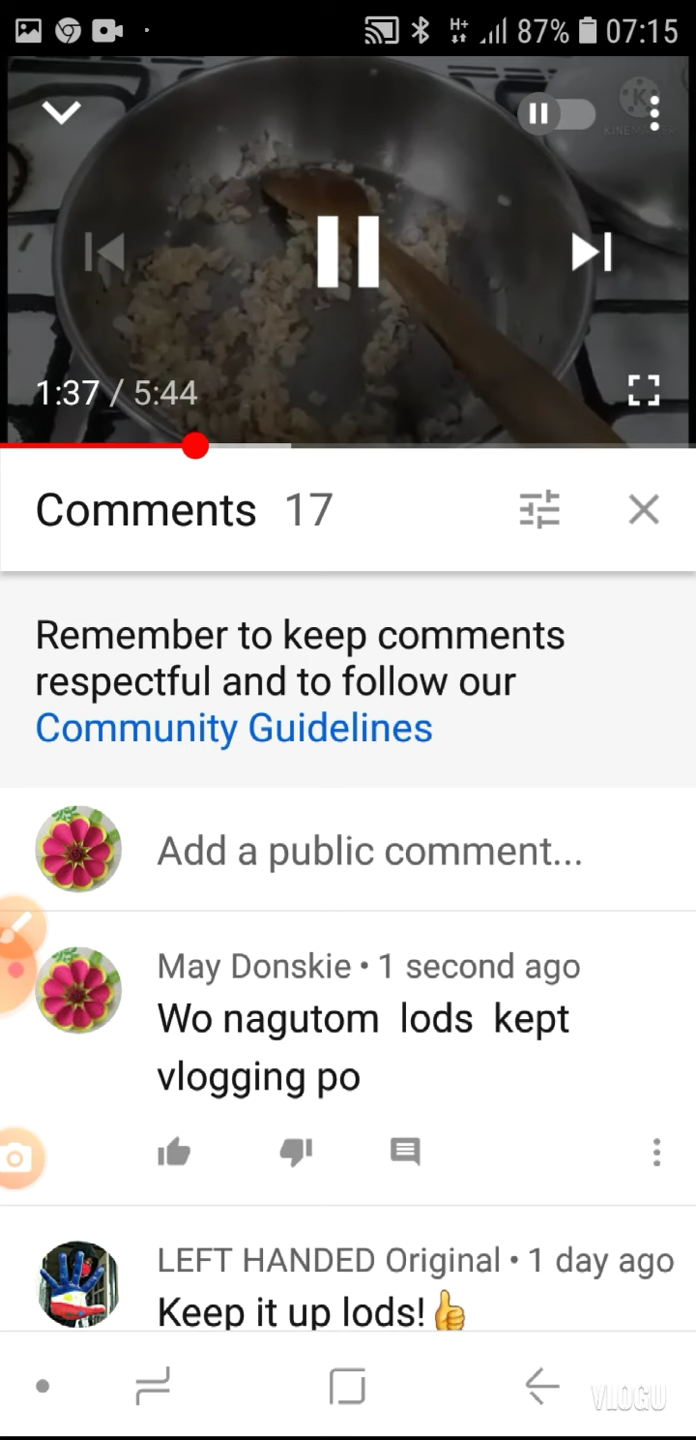 H+ 87% 07:15
KINEMASTER
1:37 / 5:44
Comments 17
Remember to keep comments
respectful and to follow our
Community Guidelines
Add a public comment...
May Donskie • 1 second ago
Wo nagutom lods kept
vlogging po
LEFT HANDED Original • 1 day ago
Keep it up lods!👍
VLOGU